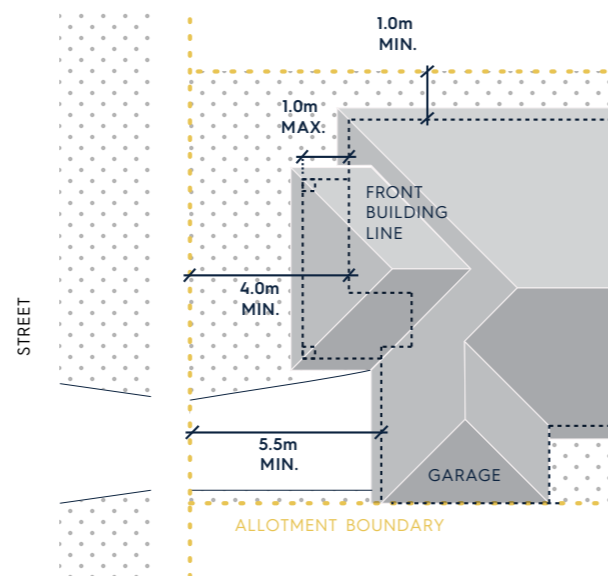 1.0m
MIN.
1.0m
MAX.
FRONT
BUILDING
LINE
4.0m
MIN.
STREET
5.5m
MIN.
GARAGE
ALLOTMENT BOUNDARY